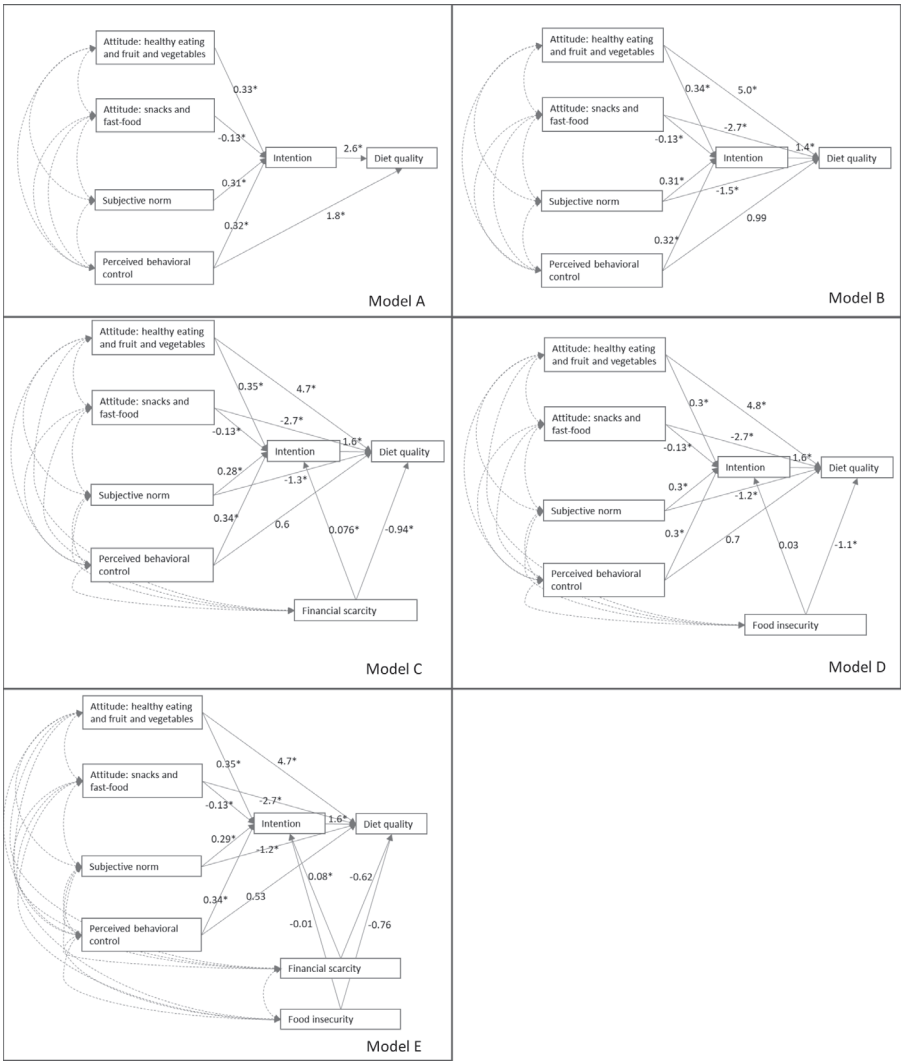 Attitude: healthy eating
and fruit and vegetables
0.33*
Attitude: snacks and
fast-food
-0.13*
Intention
2.6*
Diet quality
0.31*
Subjective norm
1.8*
0.32*
Perceived behavioral
control
Model A
Attitude: healthy eating
and fruit and vegetables
0.34*
5.0*
Attitude: snacks and
fast-food
-2.7*
-0.13*
1.4*
Intention
Diet quality
0.31*
-1.5*
Subjective norm
0.99
0.32*
Perceived behavioral
control
Model B
Attitude: healthy eating
and fruit and vegetables
0.35*
4.7*
Attitude: snacks and
fast-food
-2.7*
-0.13*
1.6*
Intention
Diet quality
0.28*
-1.3*
Subjective norm
0.34*
0.6
0.076*
-0.94*
Perceived behavioral
control
Financial scarcity
Model C
Attitude: healthy eating
and fruit and vegetables
0.3*
4.8*
Attitude: snacks and
fast-food
-2.7*
-0.13*
1.6*
Intention
Diet quality
0.3*
-1.2*
Subjective norm
0.3*
0.7
0.03
-1.1*
Perceived behavioral
control
Food insecurity
Model D
Attitude: healthy eating
and fruit and vegetables
0.35*
4.7*
Attitude: snacks and
fast-food
-2.7*
-0.13*
1.6*
Intention
Diet quality
0.29*
-1.2*
Subjective norm
0.08*
-0.62
0.34*
0.53
-0.01
-0.76
Perceived behavioral
control
Financial scarcity
Food insecurity
Model E